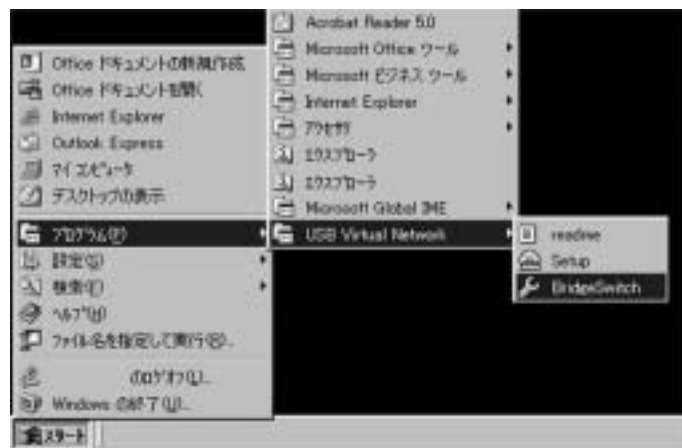 Office ドキュメントの新規作成
Office ドキュメントを開く
Internet Explorer
Outlook Express
マイ コンピュータ
デスクトップの表示
プログラム(P)
設定(S)
検索(F)
ヘルプ(H)
ファイル名を指定して実行(R)...
のログオフ(L)...
Windows の終了(U)...
スタート
Acrobat Reader 5.0
Microsoft Office ツール
Microsoft ビジネス ツール
Internet Explorer
アクセサリ
エクスプローラ
エクスプローラ
Microsoft Global IME
USB Virtual Network
readme
Setup
BridgeSwitch